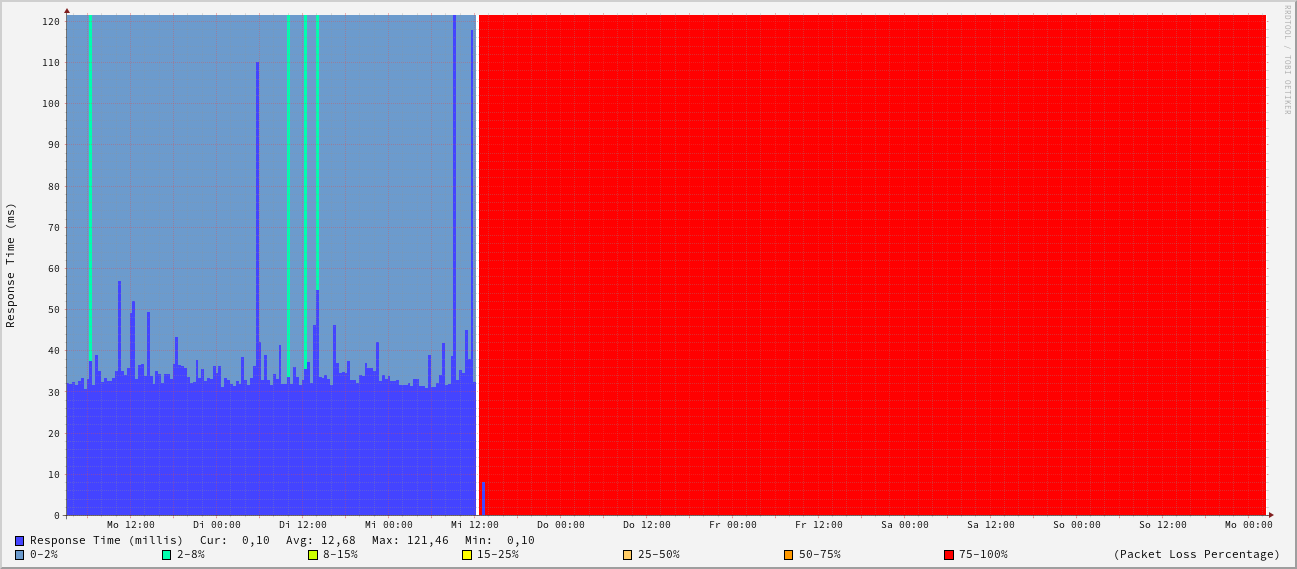 RRDTOOL / TOBI OETIKER
Response Time (ms)
120
110
100
90
80
70
60
50
40
30
20
10
0
Mo 12:00 Di 00:00 Di 12:00 Mi 00:00 Mi 12:00 Do 00:00 Do 12:00 Fr 00:00 Fr 12:00 Sa 00:00 Sa 12:00 So 00:00 So 12:00 Mo 00:00
Response Time (millis) Cur: 0,10 Avg: 12,68 Max: 121,46 Min: 0,10
0-2% 2-8% 8-15% 15-25% 25-50% 50-75% 75-100% (Packet Loss Percentage)